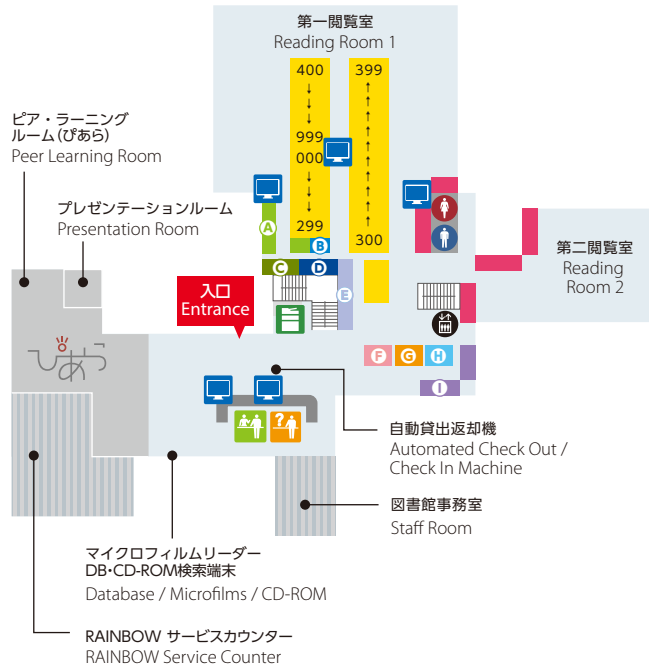 第一閲覧室
Reading Room 1
400
399
999
000
299
300
ピア・ラーニング
ルーム(ぴあら)
Peer Learning Room
プレゼンテーションルーム
Presentation Room
A
B
C
D
E
入口
Entrance
第二閲覧室
Reading
Room 2
ぴあら
F
G
H
I
?
自動貸出返却機
Automated Check Out /
Check In Machine
図書館事務室
Staff Room
マイクロフィルムリーダー
DB・CD-ROM検索端末
Database / Microfilms / CD-ROM
RAINBOW サービスカウンター
RAINBOW Service Counter